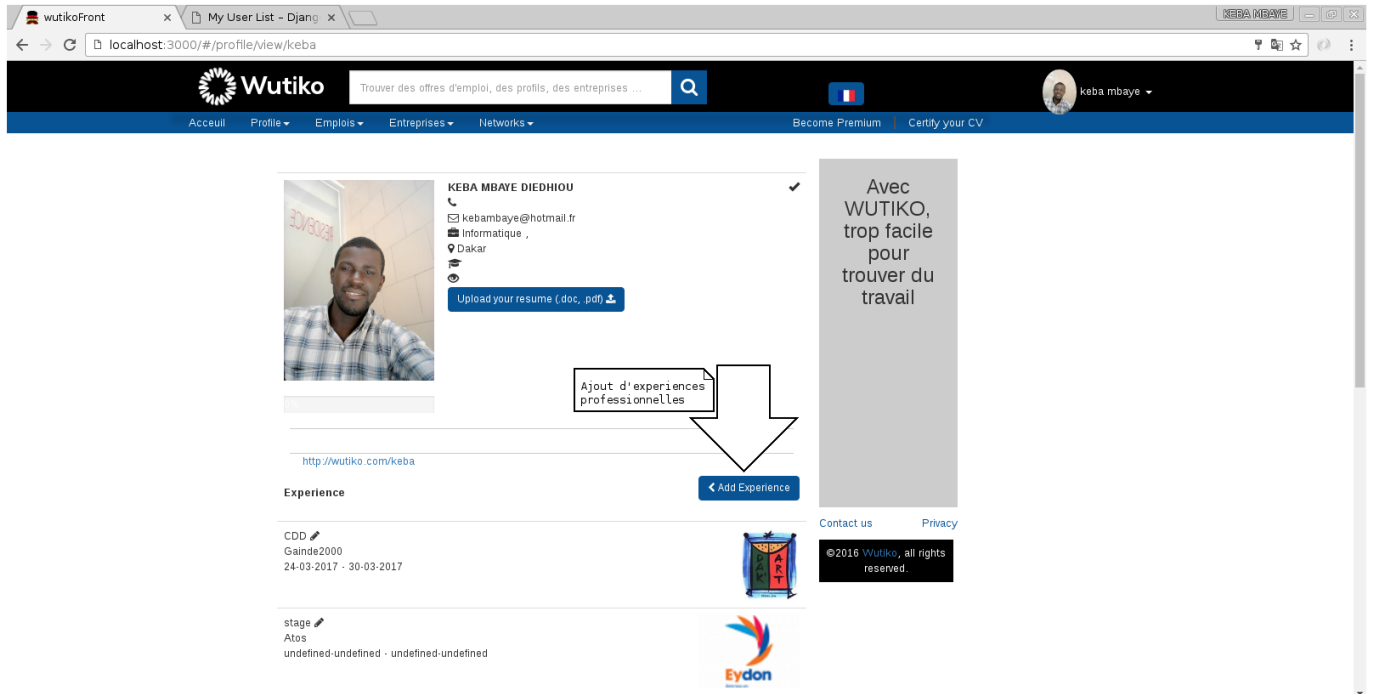 wutikoFront
My User List - Djang
KEBA MBAYE
localhost:3000/#/profile/view/keba
Wutiko
Trouver des offres d'emploi, des profils, des entreprises ...
keba mbaye
Acceuil Profile Emplois Entreprises Networks Become Premium Certify your CV
KEBA MBAYE DIEDHIOU
kebambaye@hotmail.fr
Informatique ,
Dakar
Upload your resume (.doc, .pdf)
RESIDENCE
Avec
WUTIKO,
trop facile
pour
trouver du
travail
Ajout d'experiences
professionnelles
http://wutiko.com/keba
Experience
Add Experience
CDD
Gainde2000
24-03-2017 - 30-03-2017
DAK'
ART
stage
Atos
undefined-undefined - undefined-undefined
Eydon
Contact us Privacy
©2016 Wutiko, all rights
reserved.